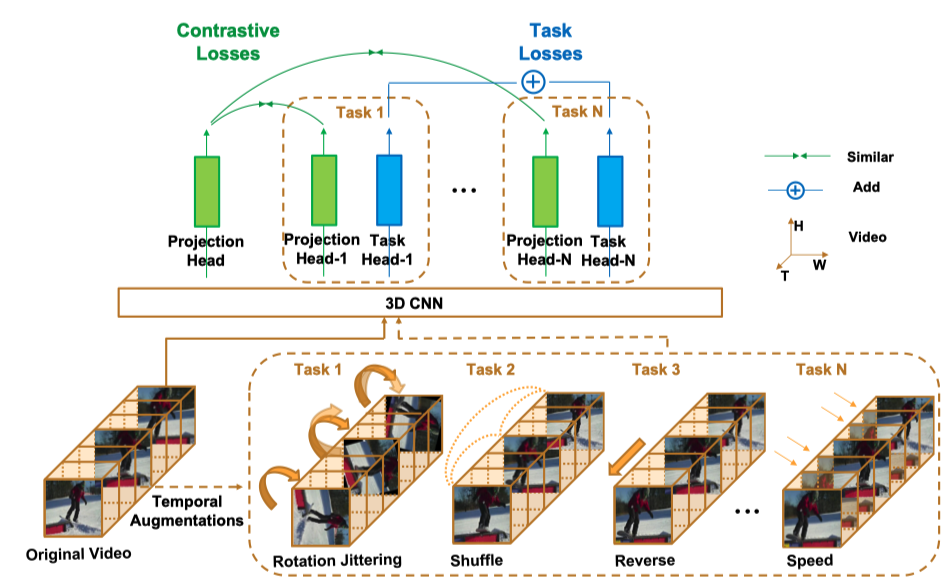 Contrastive
Losses
Task
Losses
Task 1
Task N
Similar
Add
H
W
T
Video
Projection
Head
Projection
Head-1
Task
Head-1
...
Projection
Head-N
Task
Head-N
3D CNN
Task 1
Task 2
Task 3
Task N
Temporal
Augmentations
...
Original Video
Rotation Jittering
Shuffle
Reverse
Speed